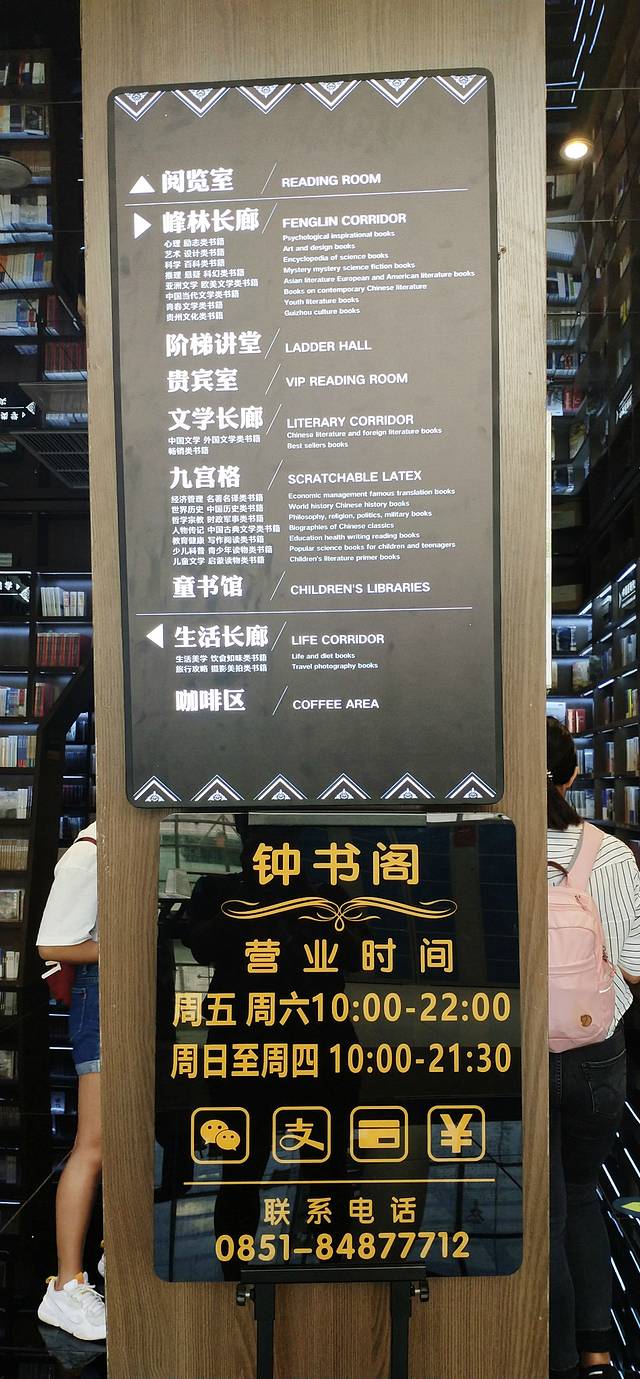 阅览室 / READING ROOM
峰林长廊 / FENGLIN CORRIDOR
心理 励志类书籍 Psychological inspirational books
艺术 设计类书籍 Art and design books
科学 百科类书籍 Encyclopedia of science books
推理 悬疑 科幻类书籍 Mystery mystery science fiction books
亚洲文学 欧美文学类书籍 Asian literature European and American literature books
中国当代文学类书籍 Books on contemporary Chinese literature
青春文学类书籍 Youth literature books
贵州文化类书籍 Guizhou culture books
阶梯讲堂 / LADDER HALL
贵宾室 / VIP READING ROOM
文学长廊 / LITERARY CORRIDOR
中国文学 外国文学类书籍 Chinese literature and foreign literature books
畅销类书籍 Best sellers books
九宫格 / SCRATCHABLE LATEX
经济管理 名著名译类书籍 Economic management famous translation books
世界历史 中国历史类书籍 World history Chinese history books
哲学宗教 财政军事类书籍 Philosophy, religion, politics, military books
人物传记 中国古典文学类书籍 Biographies of Chinese classics
教育健康 写作阅读类书籍 Education health writing reading books
少儿科普 青少年读物类书籍 Popular science books for children and teenagers
儿童文学 启蒙读物类书籍 Children's literature primer books
童书馆 / CHILDREN'S LIBRARIES
生活长廊 / LIFE CORRIDOR
生活美学 饮食知味类书籍 Life and diet books
旅行攻略 摄影美拍类书籍 Travel photography books
咖啡区 / COFFEE AREA
钟书阁
营业时间
周五 周六10:00-22:00
周日至周四 10:00-21:30
支 ¥
联系电话
0851-84877712